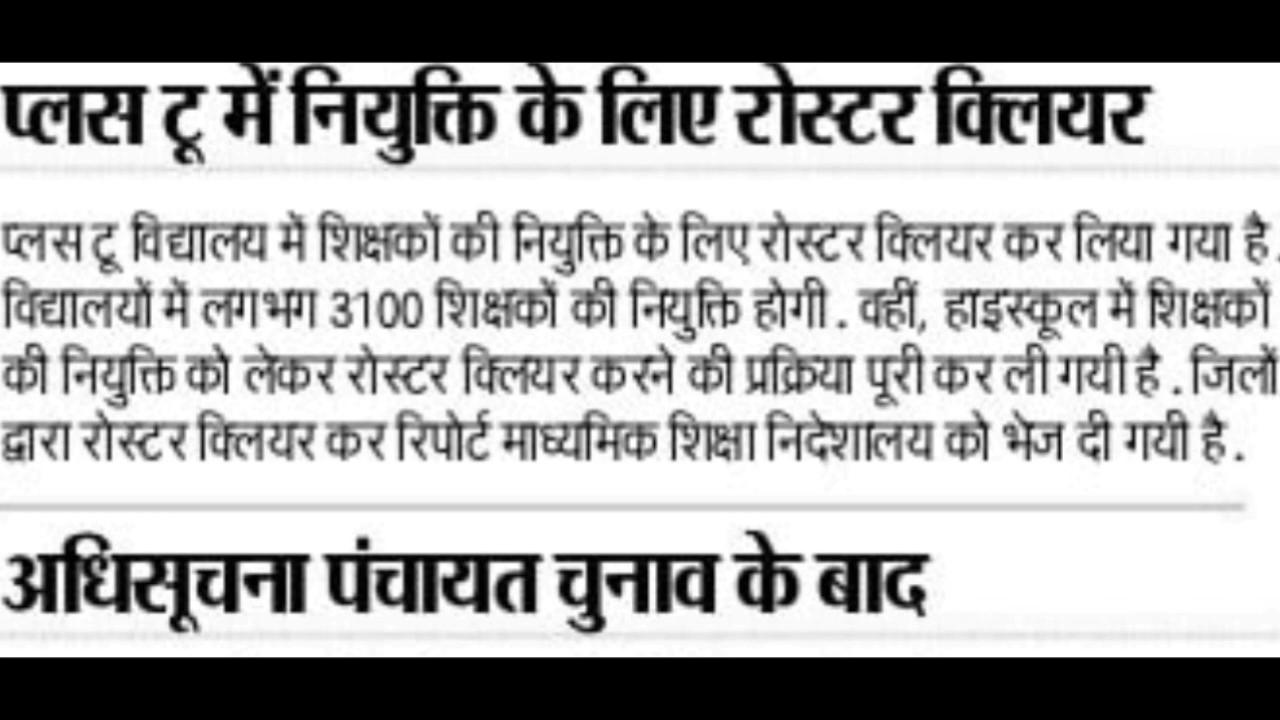 प्लस टू में नियुक्ति के लिए रोस्टर क्लियर
प्लस टू विद्यालय में शिक्षकों की नियुक्ति के लिए रोस्टर क्लियर कर लिया गया है.
विद्यालयों में लगभग 3100 शिक्षकों की नियुक्ति होगी. वहीं, हाइस्कूल में शिक्षकों
की नियुक्ति को लेकर रोस्टर क्लियर करने की प्रक्रिया पूरी कर ली गयी है. जिलों
द्वारा रोस्टर क्लियर कर रिपोर्ट माध्यमिक शिक्षा निदेशालय को भेज दी गयी है.
अधिसूचना पंचायत चुनाव के बाद